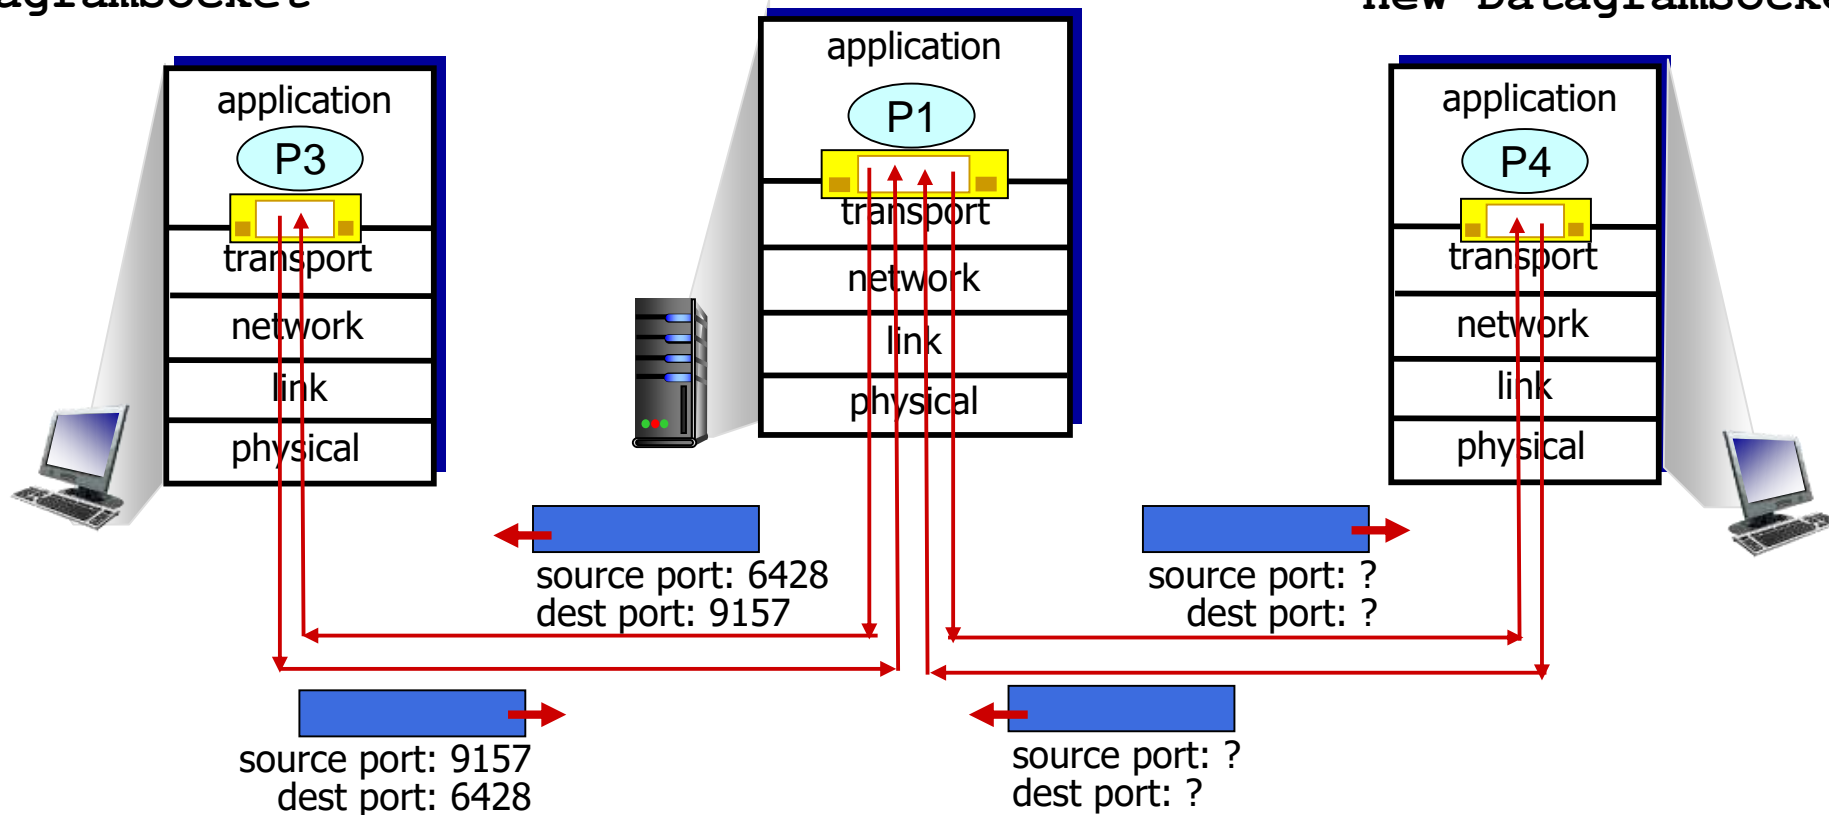 application
P3
transport
network
link
physical
application
P1
transport
network
link
physical
application
P4
transport
network
link
physical
source port: 6428
dest port: 9157
source port: ?
dest port: ?
source port: 9157
dest port: 6428
source port: ?
dest port: ?